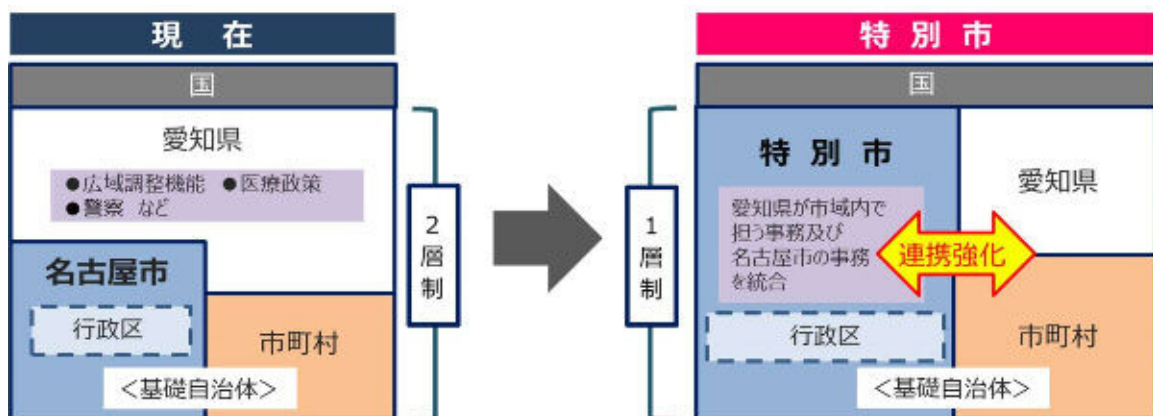 現 在
国
愛知県
●広域調整機能 ●医療政策
●警察 など
名古屋市
行政区
市町村
<基礎自治体>
2層制
特 別 市
国
特 別 市
愛知県が市域内で
担う事務及び
名古屋市の事務
を統合
連携強化
愛知県
行政区
市町村
<基礎自治体>
1層制